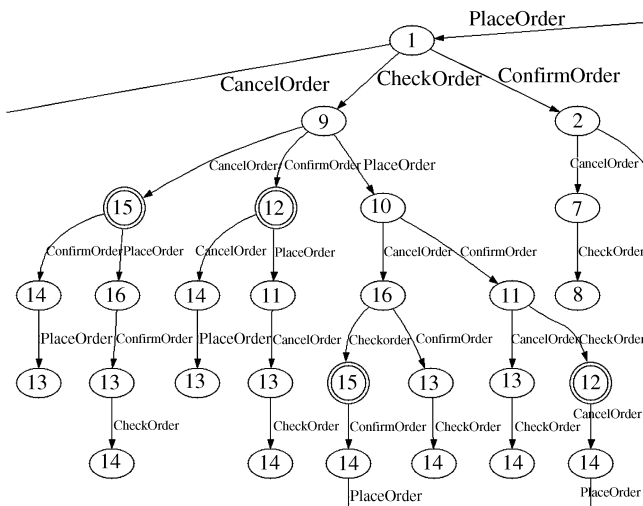 PlaceOrder
1
CancelOrder CheckOrder ConfirmOrder
9 2
CancelOrder ConfirmOrder PlaceOrder CancelOrder
15 12 10 7
ConfirmOrder PlaceOrder CancelOrder PlaceOrder CancelOrder ConfirmOrder CheckOrder
14 16 14 11 16 11 8
PlaceOrder ConfirmOrder PlaceOrder CancelOrder Checkorder ConfirmOrder CancelOrder CheckOrder
13 13 13 13 15 13 13 12
CheckOrder CheckOrder ConfirmOrder CheckOrder CheckOrder CancelOrder
14 14 14 14 14 14
PlaceOrder PlaceOrder